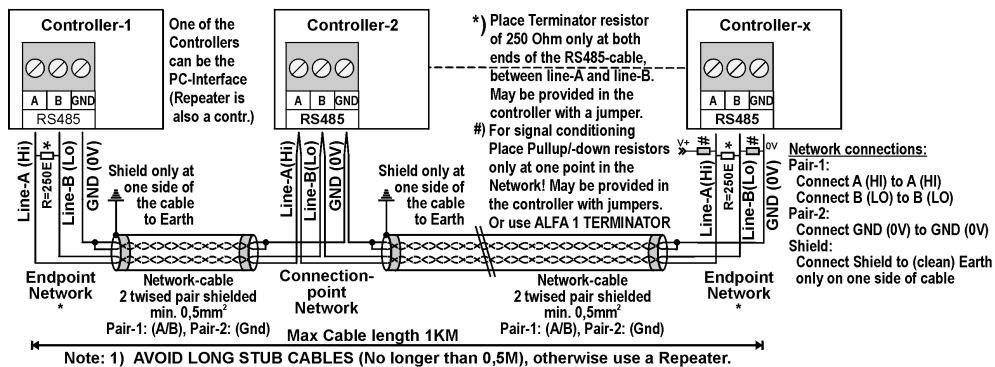 Controller-1
A B GND
RS485
One of the
Controllers
can be the
PC-Interface
(Repeater is
also a contr.)
Controller-2
A B GND
RS485
*) Place Terminator resistor
of 250 Ohm only at both
ends of the RS485-cable,
between line-A and line-B.
May be provided in the
controller with a jumper.
#) For signal conditioning
Place Pullup/-down resistors
only at one point in the
Network! May be provided in
the controller with jumpers.
Or use ALFA 1 TERMINATOR
Controller-x
A B GND
RS485
Line-A (Hi)
R=250E
*
Line-B (Lo)
GND (0V)
Shield only at
one side of
the cable
to Earth
Line-A(Hi)
Line-B(Lo)
GND (0V)
Shield only at
one side of
the cable
to Earth
V+
#
*
#
0V
Line-A(Hi)
R=250E
Line-B(Lo)
GND (0V)
Network connections:
Pair-1:
Connect A (HI) to A (HI)
Connect B (LO) to B (LO)
Pair-2:
Connect GND (0V) to GND (0V)
Shield:
Connect Shield to (clean) Earth
only on one side of cable
Endpoint
Network
*
Network-cable
2 twised pair shielded
min. 0,5mm²
Pair-1: (A/B), Pair-2: (Gnd)
Connection-
point
Network
Network-cable
2 twised pair shielded
min. 0,5mm²
Pair-1: (A/B), Pair-2: (Gnd)
Endpoint
Network
*
Max Cable length 1KM
Note: 1) AVOID LONG STUB CABLES (No longer than 0,5M), otherwise use a Repeater.